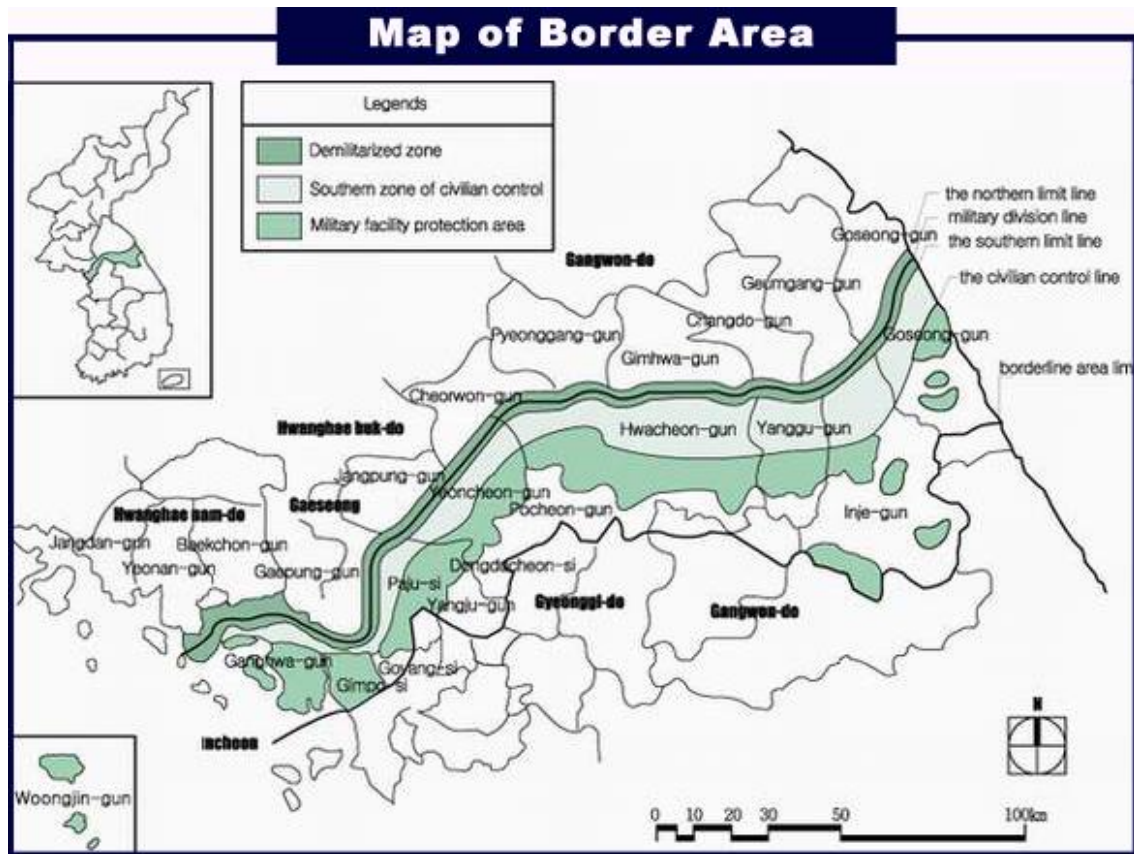 Map of Border Area
Legends
Demilitarized zone
Southern zone of civilian control
Military facility protection area
the northern limit line
military division line
the southern limit line
the civilian control line
borderline area lim
Goseong-gun
Gangwon-do
Geumgang-gun
Changdo-gun
Pyeonggang-gun
Gimhwa-gun
Goseong-gun
Cheorwon-gun
Hwanghae buk-do
Hwacheon-gun
Yanggu-gun
Jangpung-gun
Yeoncheon-gun
Gaeseong
Pocheon-gun
Hwanghae nam-do
Inje-gun
Jangdan-gun
Baekchon-gun
Yeonan-gun
Gaepung-gun
Dongducheon-si
Paju-si
Yangju-gun
Gyeonggi-do
Gangwon-do
Ganghwa-gun
Goyang-si
Gimpo-si
Incheon
N
Woongjin-gun
0 10 20 30 50 100km